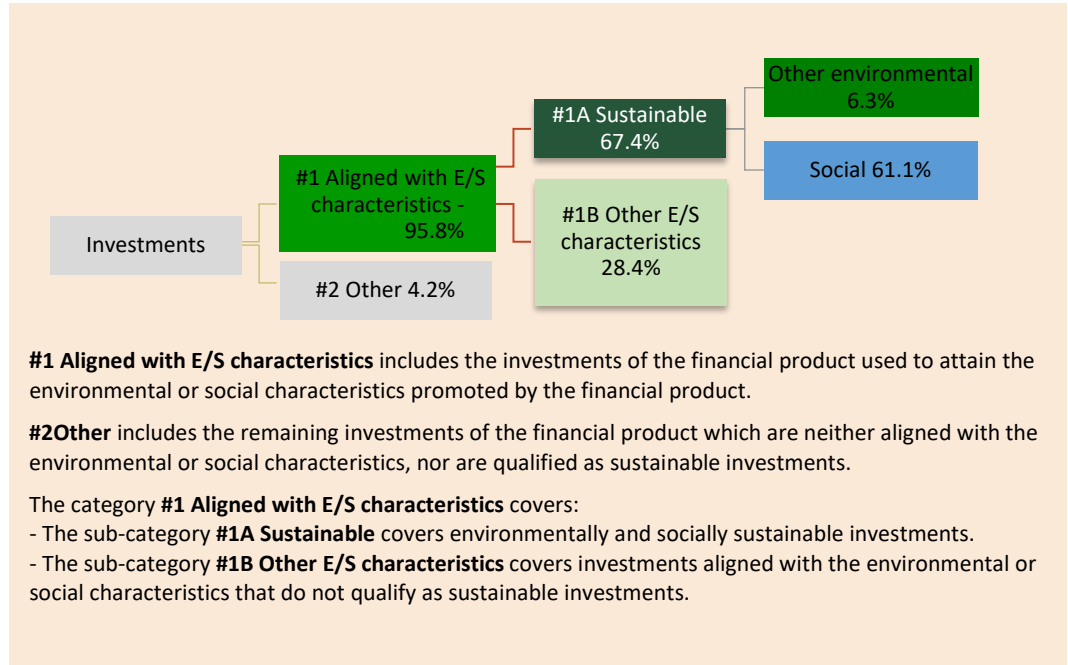 Other environmental
6.3%
#1A Sustainable
67.4%
Social 61.1%
#1 Aligned with E/S
characteristics -
95.8%
#1B Other E/S
characteristics
28.4%
Investments
#2 Other 4.2%
#1 Aligned with E/S characteristics includes the investments of the financial product used to attain the
environmental or social characteristics promoted by the financial product.
#2Other includes the remaining investments of the financial product which are neither aligned with the
environmental or social characteristics, nor are qualified as sustainable investments.
The category #1 Aligned with E/S characteristics covers:
- The sub-category #1A Sustainable covers environmentally and socially sustainable investments.
- The sub-category #1B Other E/S characteristics covers investments aligned with the environmental or
social characteristics that do not qualify as sustainable investments.